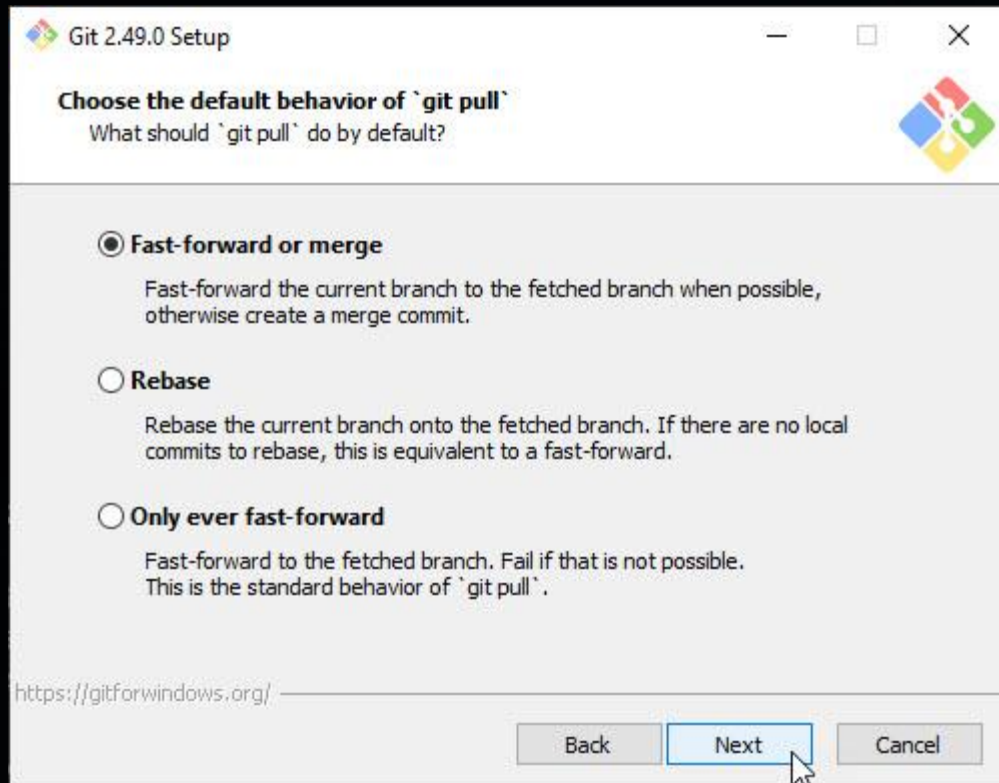 Git 2.49.0 Setup
Choose the default behavior of `git pull`
What should `git pull` do by default?
Fast-forward or merge
Fast-forward the current branch to the fetched branch when possible,
otherwise create a merge commit.
Rebase
Rebase the current branch onto the fetched branch. If there are no local
commits to rebase, this is equivalent to a fast-forward.
Only ever fast-forward
Fast-forward to the fetched branch. Fail if that is not possible.
This is the standard behavior of `git pull`.
https://gitforwindows.org/
Back Next Cancel